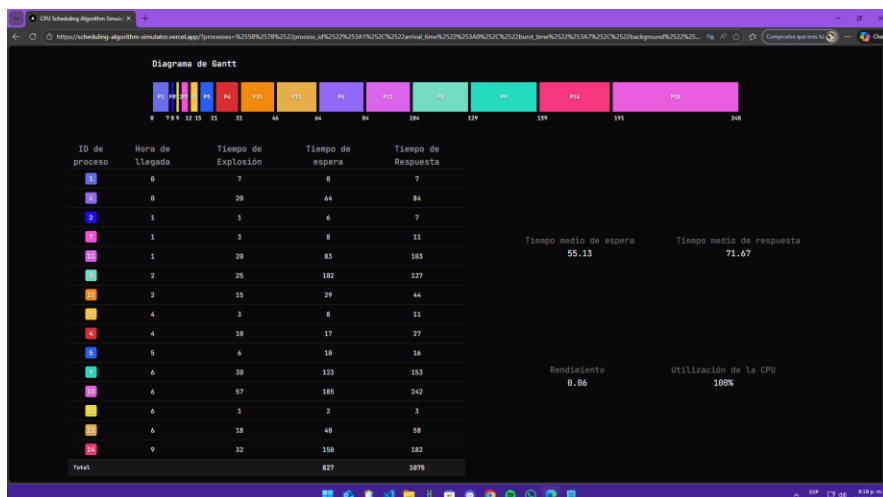 CPU Scheduling Algorithm Simula
https://scheduling-algorithm-simulator.vercel.app/?processes=%255B%257B%2522process_id%2522%253A1%252C%2522arrival_time%2522%253A0%252C%2522burst_time%2522%253A7%252C%2522background%2522%25...
Comprueba que eres tú
Diagrama de Gantt
P1 P5 P4 P15 P13 P6 P11 P8 P9 P14 P10
0 7 8 9 12 15 21 31 46 64 84 104 129 159 191 248
ID de proceso Hora de llegada Tiempo de Explosión Tiempo de espera Tiempo de Respuesta
1 0 7 0 7
6 0 20 64 84
2 1 1 6 7
7 1 3 8 11
11 1 20 83 103
2 25 102 127
15 2 15 29 44
4 3 8 11
4 4 10 17 27
5 5 6 10 16
9 6 30 123 153
10 6 57 185 242
6 1 2 3
13 6 18 40 58
14 9 32 150 182
Total 827 1075
Tiempo medio de espera
55.13
Tiempo medio de respuesta
71.67
Rendimiento
0.06
Utilización de la CPU
100%
ESP
8:18 p. m.